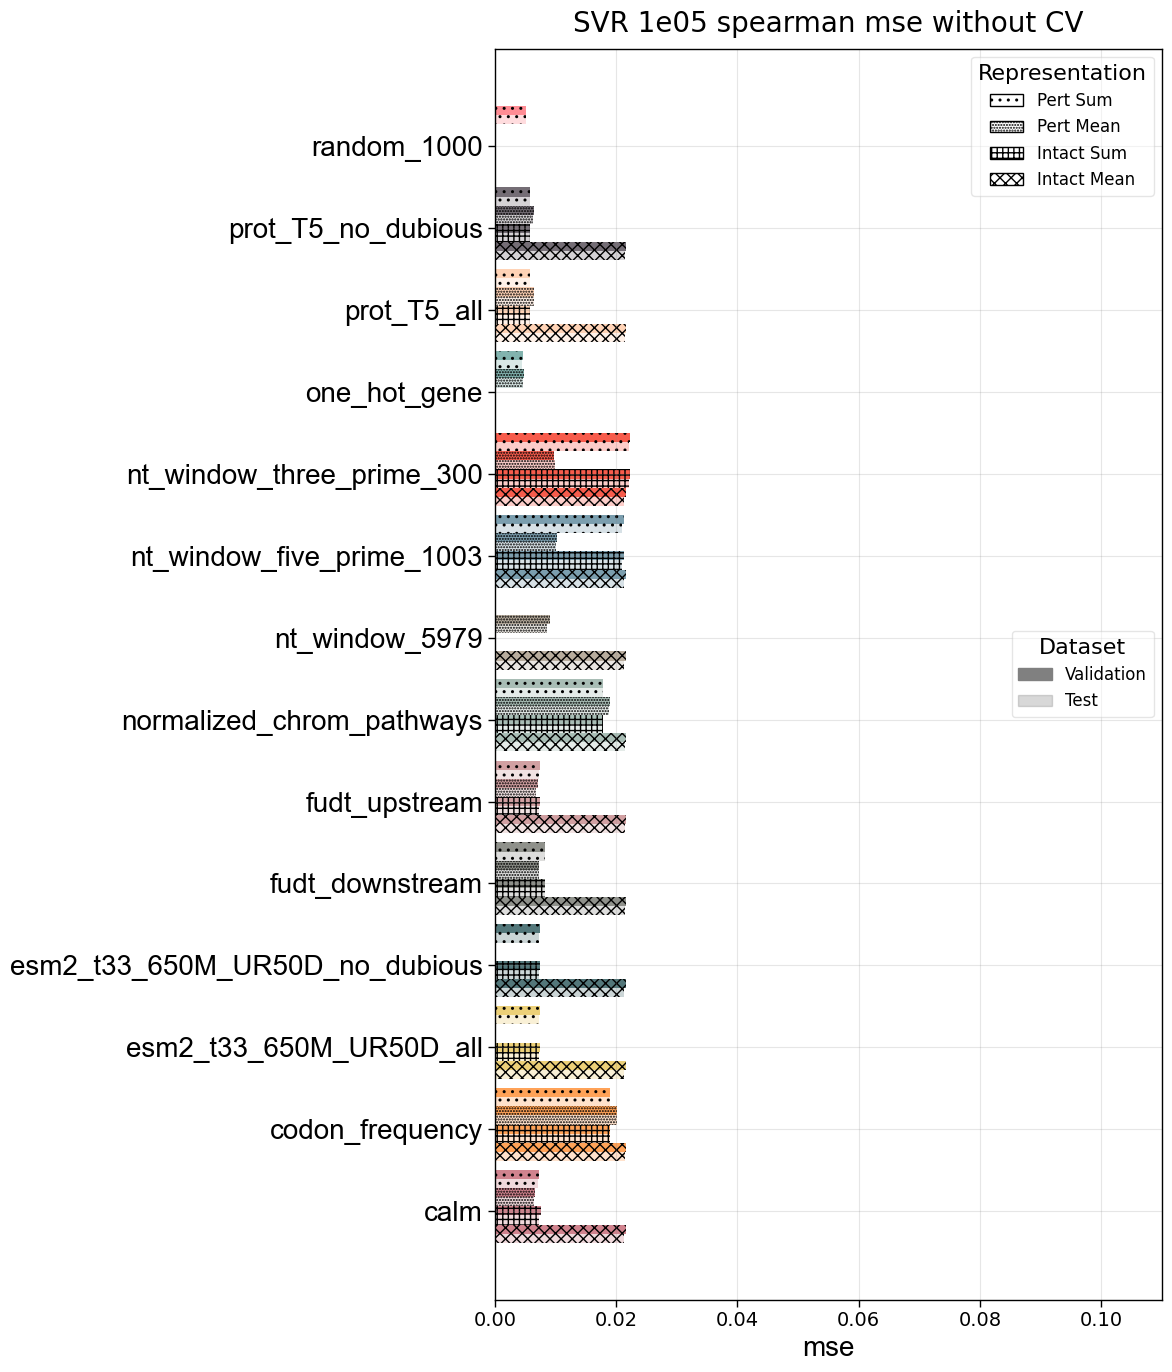 SVR 1e05 spearman mse without CV
Representation
Pert Sum
Pert Mean
Intact Sum
Intact Mean
random_1000
prot_T5_no_dubious
prot_T5_all
one_hot_gene
nt_window_three_prime_300
nt_window_five_prime_1003
nt_window_5979
Dataset
Validation
Test
normalized_chrom_pathways
fudt_upstream
fudt_downstream
esm2_t33_650M_UR50D_no_dubious
esm2_t33_650M_UR50D_all
codon_frequency
calm
0.00 0.02 0.04 0.06 0.08 0.10
mse